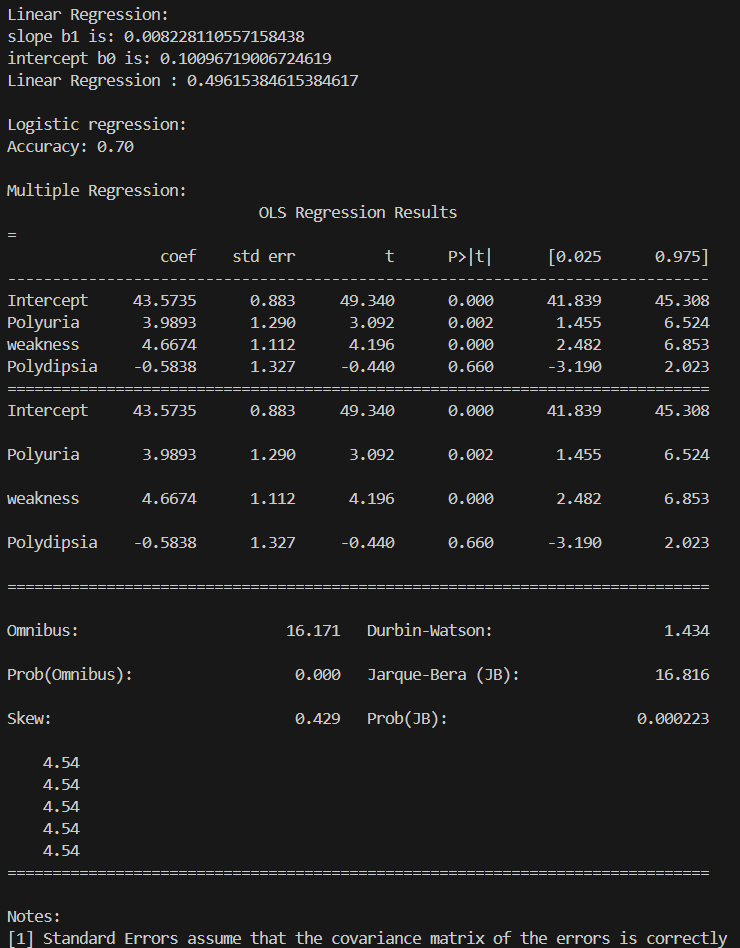 Linear Regression:
slope b1 is: 0.008228110557158438
intercept b0 is: 0.10096719006724619
Linear Regression : 0.49615384615384617
Logistic regression:
Accuracy: 0.70
Multiple Regression:
OLS Regression Results
=
coef std err t P>|t| [0.025 0.975]
------------------------------------------------------------------------------
Intercept 43.5735 0.883 49.340 0.000 41.839 45.308
Polyuria 3.9893 1.290 3.092 0.002 1.455 6.524
weakness 4.6674 1.112 4.196 0.000 2.482 6.853
Polydipsia -0.5838 1.327 -0.440 0.660 -3.190 2.023
==============================================================================
Intercept 43.5735 0.883 49.340 0.000 41.839 45.308
Polyuria 3.9893 1.290 3.092 0.002 1.455 6.524
weakness 4.6674 1.112 4.196 0.000 2.482 6.853
Polydipsia -0.5838 1.327 -0.440 0.660 -3.190 2.023
==============================================================================
Omnibus: 16.171 Durbin-Watson: 1.434
Prob(Omnibus): 0.000 Jarque-Bera (JB): 16.816
Skew: 0.429 Prob(JB): 0.000223
4.54
4.54
4.54
4.54
4.54
==============================================================================
Notes:
[1] Standard Errors assume that the covariance matrix of the errors is correctly